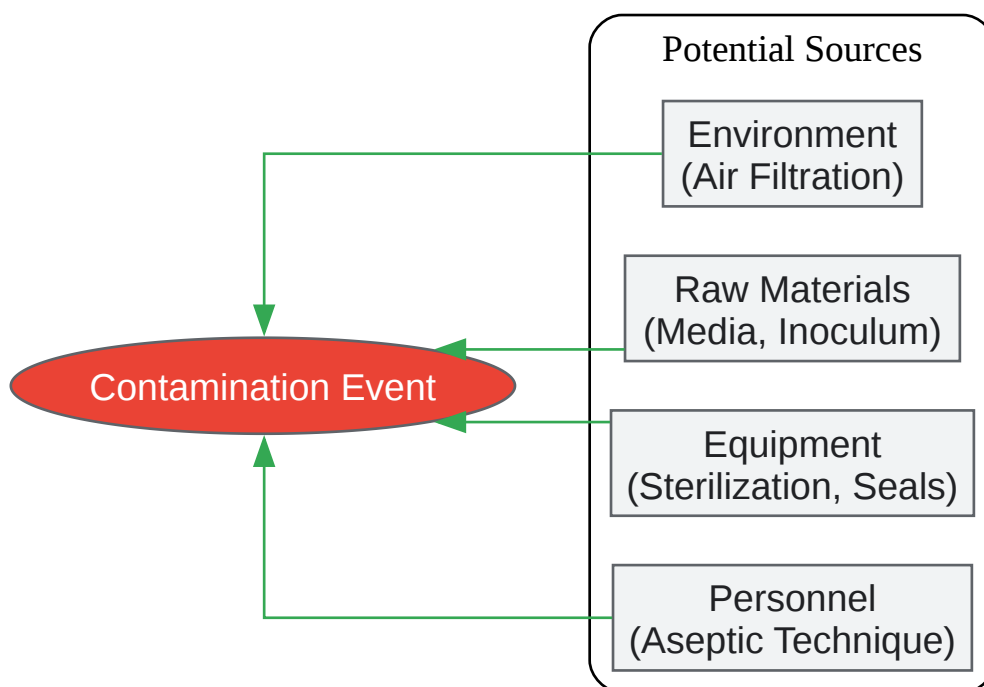 Potential Sources
Environment
(Air Filtration)
Raw Materials
(Media, Inoculum)
Contamination Event
Equipment
(Sterilization, Seals)
Personnel
(Aseptic Technique)